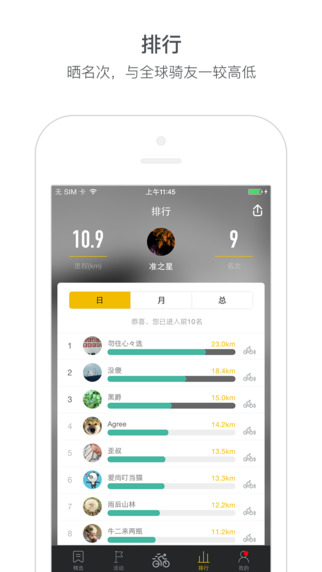 排行
晒名次，与全球骑友一较高低
无 SIM 卡
上午11:45
排行
10.9
9
里程(km)
准之星
名次
日
月
总
恭喜，您已进入前10名
1 勿往心々逃 23.0km
2 没傻 18.4km
3 黑爵 15.0km
4 Agree 14.2km
5 圣叔 13.5km
6 爱尚叮当猫 13.3km
7 雨后山林 12.2km
8 牛二来两瓶 11.2km
精选
活动
排行
我的